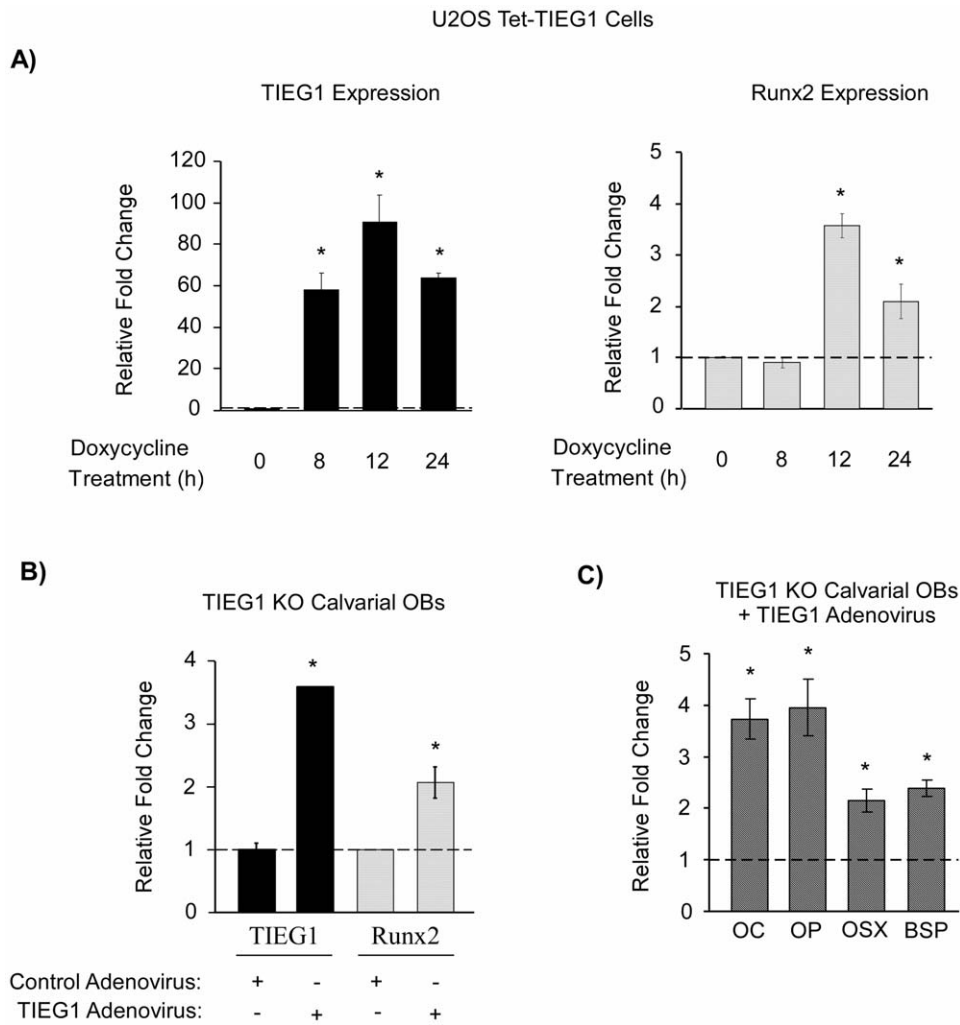 U2OS Tet-TIEG1 Cells
A)
TIEG1 Expression
Relative Fold Change
120
100
80
60
40
20
0
*
*
*
Doxycycline
Treatment (h)
0 8 12 24
Runx2 Expression
Relative Fold Change
5
4
3
2
1
0
*
*
Doxycycline
Treatment (h)
0 8 12 24
B)
TIEG1 KO Calvarial OBs
Relative Fold Change
4
3
2
1
0
*
*
TIEG1 Runx2
Control Adenovirus: + - + -
TIEG1 Adenovirus: - + - +
C)
TIEG1 KO Calvarial OBs
+ TIEG1 Adenovirus
Relative Fold Change
5
4
3
2
1
0
*
*
*
*
OC OP OSX BSP